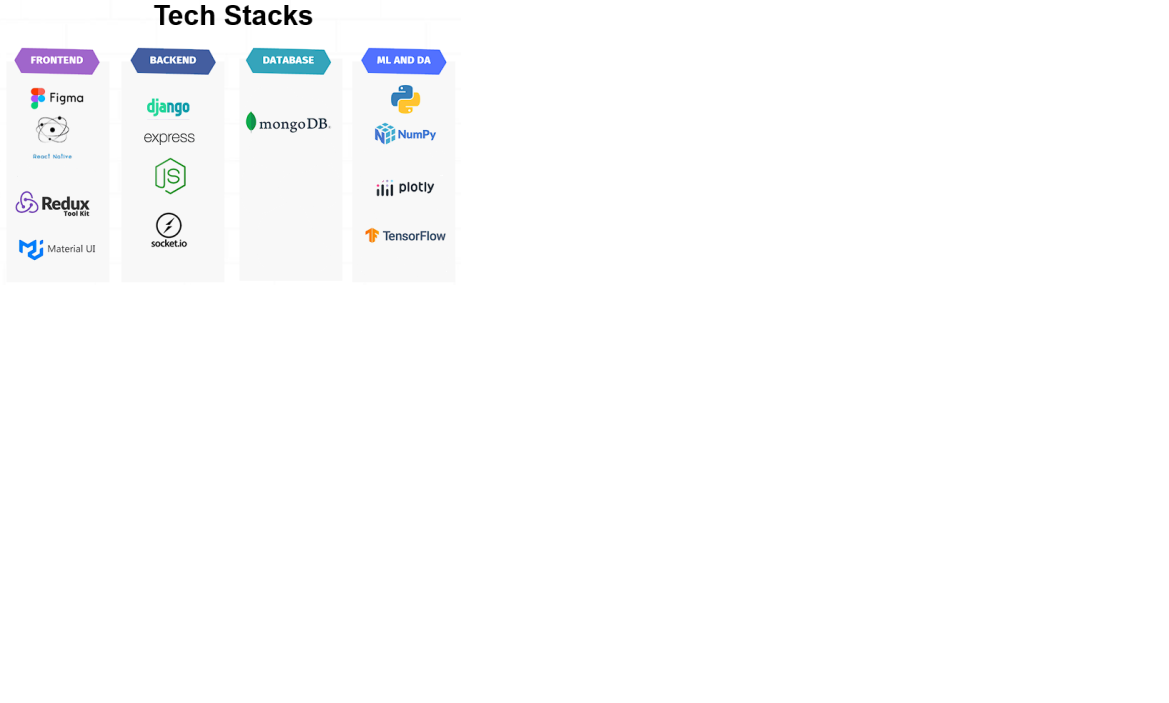 Tech Stacks
FRONTEND
Figma
React Native
Redux
Tool Kit
Material UI
BACKEND
django
express
JS
socket.io
DATABASE
mongoDB.
ML AND DA
NumPy
plotly
TensorFlow